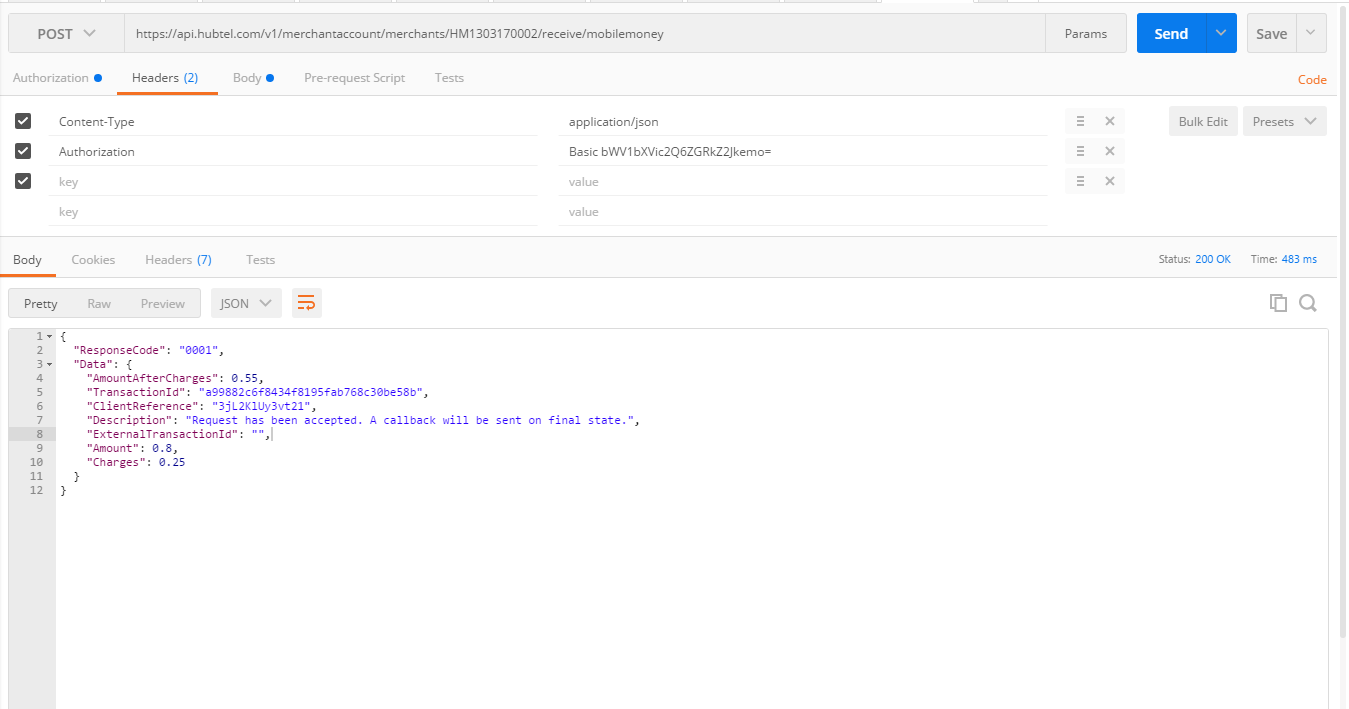 POST https://api.hubtel.com/v1/merchantaccount/merchants/HM1303170002/receive/mobilemoney Params Send Save
Authorization Headers (2) Body Pre-request Script Tests Code
Content-Type application/json Bulk Edit Presets
Authorization Basic bWV1bXVic2Q6ZGRkZ2Jkemo=
key value
key value
Body Cookies Headers (7) Tests Status: 200 OK Time: 483 ms
Pretty Raw Preview JSON
1 {
2 "ResponseCode": "0001",
3 "Data": {
4 "AmountAfterCharges": 0.55,
5 "TransactionId": "a99882c6f8434f8195fab768c30be58b",
6 "ClientReference": "3jL2KlUy3vt21",
7 "Description": "Request has been accepted. A callback will be sent on final state.",
8 "ExternalTransactionId": "",
9 "Amount": 0.8,
10 "Charges": 0.25
11 }
12 }